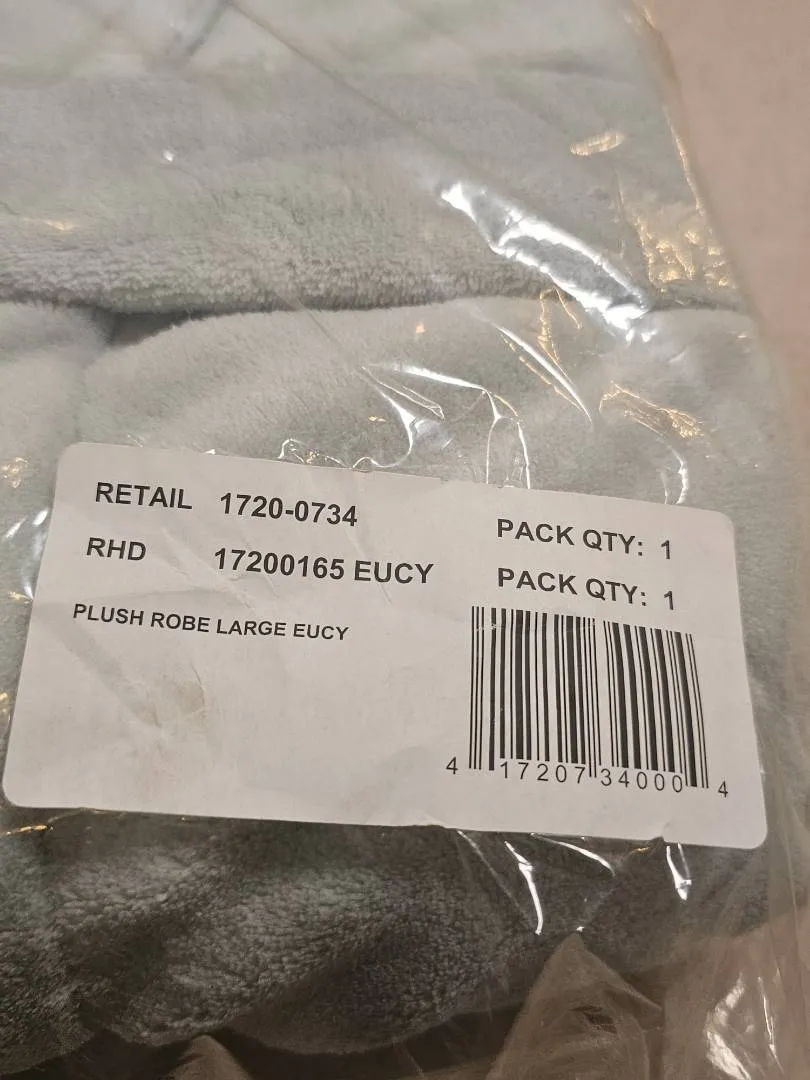 RETAIL 1720-0734 PACK QTY: 1
RHD 17200165 EUCY PACK QTY: 1
PLUSH ROBE LARGE EUCY
4 17207 34000 4